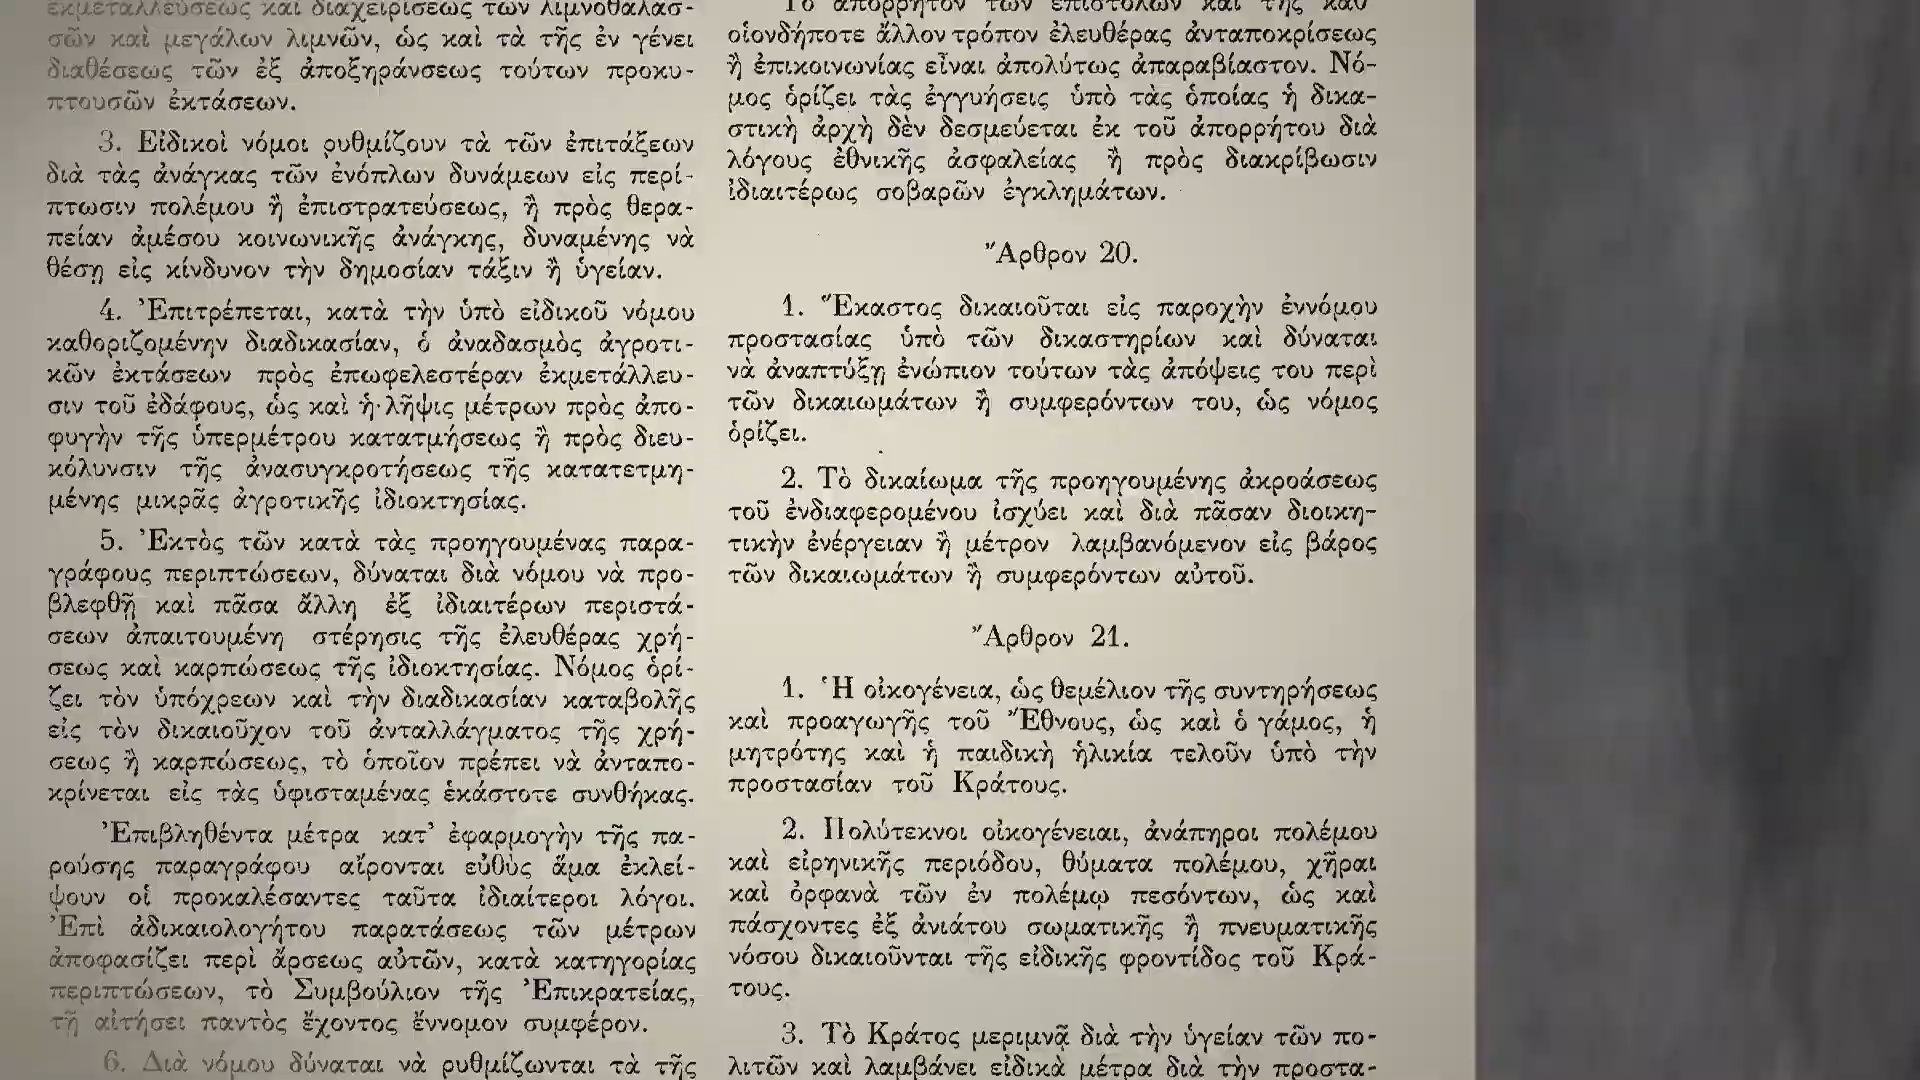 ἐκμεταλλεύσεως καὶ διαχειρίσεως τῶν λιμνοθαλασ-
σῶν καὶ μεγάλων λιμνῶν, ὡς καὶ τὰ τῆς ἐν γένει
διαθέσεως τῶν ἐξ ἀποξηράνσεως τούτων προκυ-
πτουσῶν ἐκτάσεων.
3. Εἰδικοὶ νόμοι ρυθμίζουν τὰ τῶν ἐπιτάξεων
διὰ τὰς ἀνάγκας τῶν ἐνόπλων δυνάμεων εἰς περί-
πτωσιν πολέμου ἢ ἐπιστρατεύσεως, ἢ πρὸς θερα-
πείαν ἀμέσου κοινωνικῆς ἀνάγκης, δυναμένης νὰ
θέσῃ εἰς κίνδυνον τὴν δημοσίαν τάξιν ἢ ὑγείαν.
4. Ἐπιτρέπεται, κατὰ τὴν ὑπὸ εἰδικοῦ νόμου
καθοριζομένην διαδικασίαν, ὁ ἀναδασμὸς ἀγροτι-
κῶν ἐκτάσεων πρὸς ἐπωφελεστέραν ἐκμετάλλευ-
σιν τοῦ ἐδάφους, ὡς καὶ ἡ λῆψις μέτρων πρὸς ἀπο-
φυγὴν τῆς ὑπερμέτρου κατατμήσεως ἢ πρὸς διευ-
κόλυνσιν τῆς ἀνασυγκροτήσεως τῆς κατατετμη-
μένης μικρᾶς ἀγροτικῆς ἰδιοκτησίας.
5. Ἐκτὸς τῶν κατὰ τὰς προηγουμένας παρα-
γράφους περιπτώσεων, δύναται διὰ νόμου νὰ προ-
βλεφθῇ καὶ πᾶσα ἄλλη ἐξ ἰδιαιτέρων περιστά-
σεων ἀπαιτουμένη στέρησις τῆς ἐλευθέρας χρή-
σεως καὶ καρπώσεως τῆς ἰδιοκτησίας. Νόμος ὁρί-
ζει τὸν ὑπόχρεων καὶ τὴν διαδικασίαν καταβολῆς
εἰς τὸν δικαιοῦχον τοῦ ἀνταλλάγματος τῆς χρή-
σεως ἢ καρπώσεως, τὸ ὁποῖον πρέπει νὰ ἀνταπο-
κρίνεται εἰς τὰς ὑφισταμένας ἑκάστοτε συνθήκας.
Ἐπιβληθέντα μέτρα κατ’ ἐφαρμογὴν τῆς πα-
ρούσης παραγράφου αἴρονται εὐθὺς ἅμα ἐκλεί-
ψουν οἱ προκαλέσαντες ταῦτα ἰδιαίτεροι λόγοι.
Ἐπὶ ἀδικαιολογήτου παρατάσεως τῶν μέτρων
ἀποφασίζει περὶ ἄρσεως αὐτῶν, κατὰ κατηγορίας
περιπτώσεων, τὸ Συμβούλιον τῆς Ἐπικρατείας,
τῇ αἰτήσει παντὸς ἔχοντος ἔννομον συμφέρον.
6. Διὰ νόμου δύναται νὰ ρυθμίζωνται τὰ τῆς
Τὸ ἀπόρρητον τῶν ἐπιστολῶν καὶ τῆς καθ’
οἱονδήποτε ἄλλον τρόπον ἐλευθέρας ἀνταποκρίσεως
ἢ ἐπικοινωνίας εἶναι ἀπολύτως ἀπαραβίαστον. Νό-
μος ὁρίζει τὰς ἐγγυήσεις ὑπὸ τὰς ὁποίας ἡ δικα-
στικὴ ἀρχὴ δὲν δεσμεύεται ἐκ τοῦ ἀπορρήτου διὰ
λόγους ἐθνικῆς ἀσφαλείας ἢ πρὸς διακρίβωσιν
ἰδιαιτέρως σοβαρῶν ἐγκλημάτων.
Ἄρθρον 20.
1. Ἕκαστος δικαιοῦται εἰς παροχὴν ἐννόμου
προστασίας ὑπὸ τῶν δικαστηρίων καὶ δύναται
νὰ ἀναπτύξῃ ἐνώπιον τούτων τὰς ἀπόψεις του περὶ
τῶν δικαιωμάτων ἢ συμφερόντων του, ὡς νόμος
ὁρίζει.
2. Τὸ δικαίωμα τῆς προηγουμένης ἀκροάσεως
τοῦ ἐνδιαφερομένου ἰσχύει καὶ διὰ πᾶσαν διοικη-
τικὴν ἐνέργειαν ἢ μέτρον λαμβανόμενον εἰς βάρος
τῶν δικαιωμάτων ἢ συμφερόντων αὐτοῦ.
Ἄρθρον 21.
1. Ἡ οἰκογένεια, ὡς θεμέλιον τῆς συντηρήσεως
καὶ προαγωγῆς τοῦ Ἔθνους, ὡς καὶ ὁ γάμος, ἡ
μητρότης καὶ ἡ παιδικὴ ἡλικία τελοῦν ὑπὸ τὴν
προστασίαν τοῦ Κράτους.
2. Πολύτεκνοι οἰκογένειαι, ἀνάπηροι πολέμου
καὶ εἰρηνικῆς περιόδου, θύματα πολέμου, χῆραι
καὶ ὀρφανὰ τῶν ἐν πολέμῳ πεσόντων, ὡς καὶ
πάσχοντες ἐξ ἀνιάτου σωματικῆς ἢ πνευματικῆς
νόσου δικαιοῦνται τῆς εἰδικῆς φροντίδος τοῦ Κρά-
τους.
3. Τὸ Κράτος μεριμνᾷ διὰ τὴν ὑγείαν τῶν πο-
λιτῶν καὶ λαμβάνει εἰδικὰ μέτρα διὰ τὴν προστα-